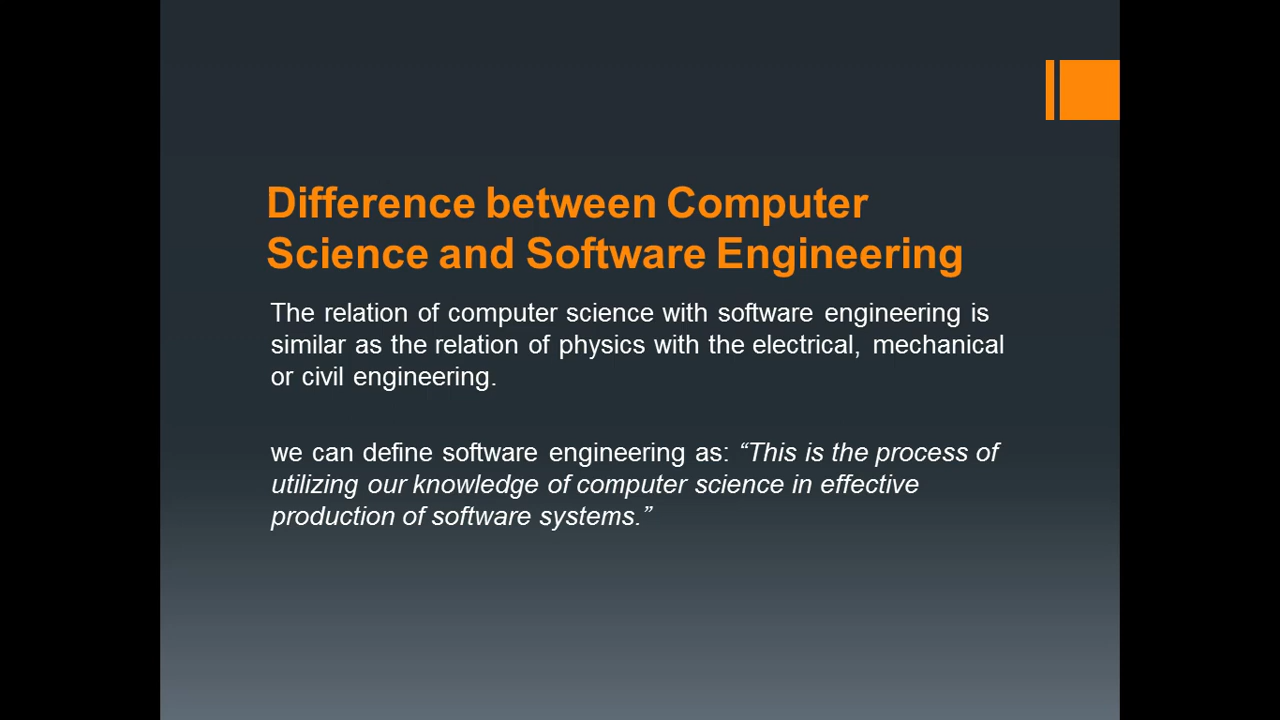 Difference between Computer
Science and Software Engineering
The relation of computer science with software engineering is
similar as the relation of physics with the electrical, mechanical
or civil engineering.
we can define software engineering as: “This is the process of
utilizing our knowledge of computer science in effective
production of software systems.”